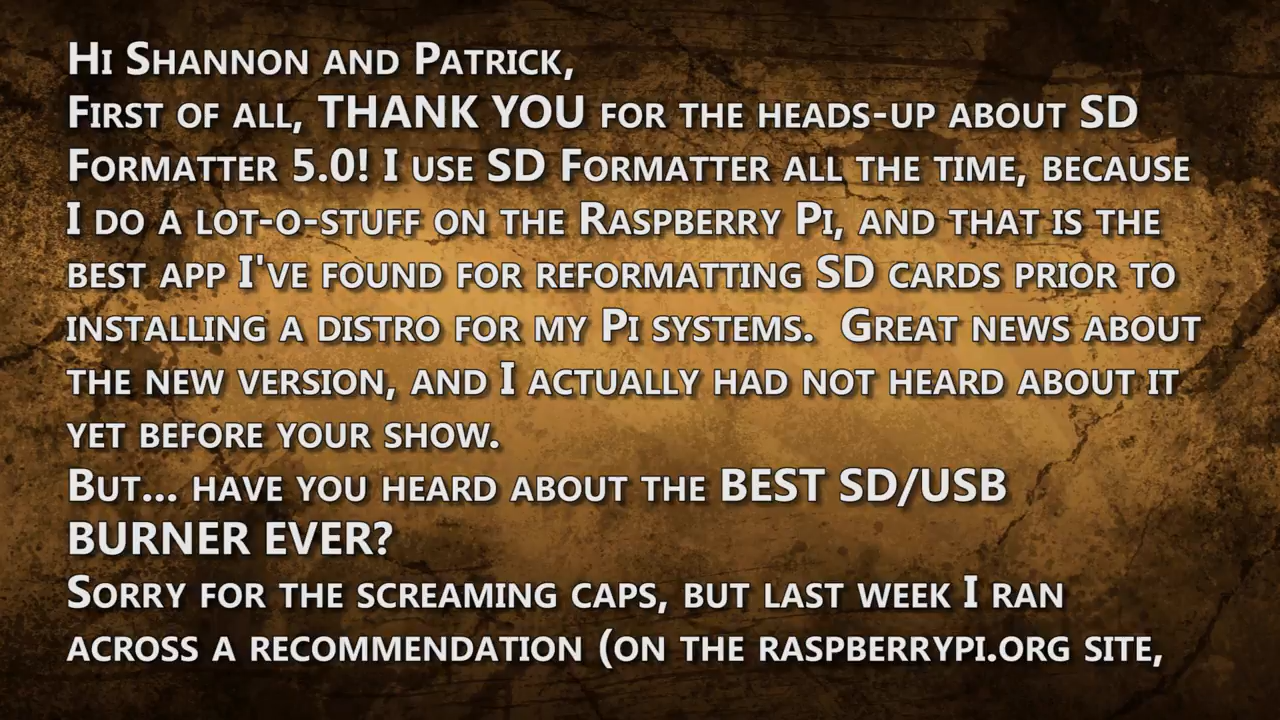 Hi Shannon and Patrick,
First of all, THANK YOU for the heads-up about SD
Formatter 5.0! I use SD Formatter all the time, because
I do a lot-o-stuff on the Raspberry Pi, and that is the
best app I've found for reformatting SD cards prior to
installing a distro for my Pi systems.  Great news about
the new version, and I actually had not heard about it
yet before your show.
But... have you heard about the BEST SD/USB
BURNER EVER?
Sorry for the screaming caps, but last week I ran
across a recommendation (on the raspberrypi.org site,